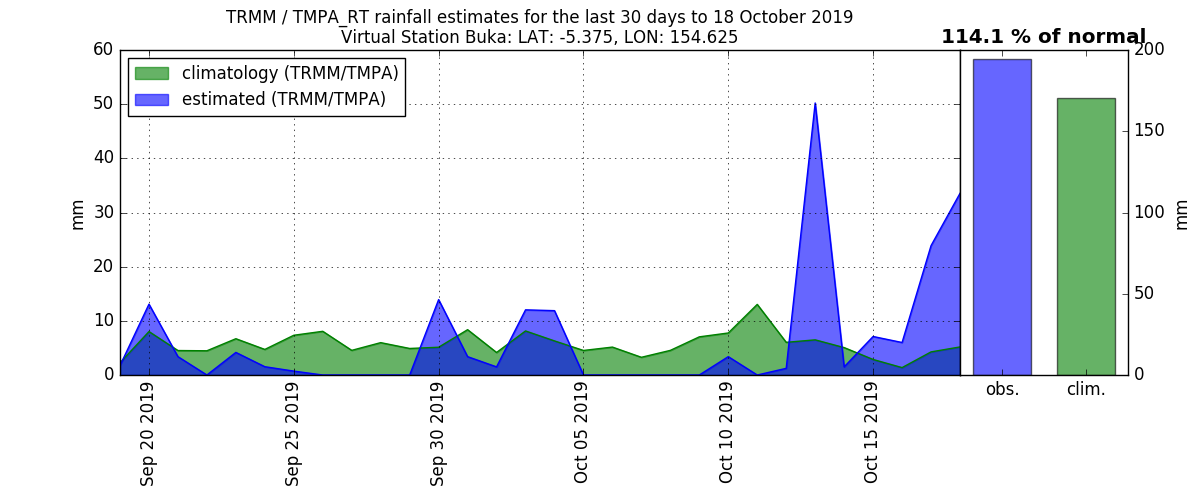 TRMM / TMPA_RT rainfall estimates for the last 30 days to 18 October 2019
Virtual Station Buka: LAT: -5.375, LON: 154.625
114.1 % of normal
climatology (TRMM/TMPA)
estimated (TRMM/TMPA)
60
50
40
30
20
10
0
mm
Sep 20 2019
Sep 25 2019
Sep 30 2019
Oct 05 2019
Oct 10 2019
Oct 15 2019
obs.
clim.
200
150
100
50
0
mm